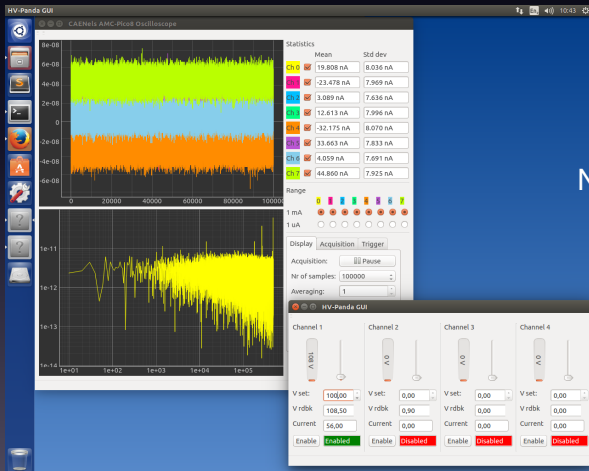 HV-Panda GUI
En 10:43
CAENels AMC-Pico8 Oscilloscope
8e-08
6e-08
4e-08
2e-08
0
-2e-08
-4e-08
-6e-08
0 20000 40000 60000 80000 100000
1e-11
1e-12
1e-13
1e-14
1e+01 1e+02 1e+03 1e+04 1e+05
Statistics
Mean Std dev
Ch 0 19.808 nA 8.036 nA
-23.478 nA 7.969 nA
Ch 2 3.089 nA 7.636 nA
Ch 3 12.613 nA 7.996 nA
Ch 4 -32.175 nA 8.070 nA
Ch 5 33.663 nA 7.833 nA
Ch 6 4.059 nA 7.691 nA
Ch 7 44.860 nA 7.925 nA
Range
0 1 2 3 4 5 6 7
1 mA
1 uA
Display Acquisition Trigger
Acquisition: Pause
Nr of samples: 100000
Averaging: 1
N
HV-Panda GUI
Channel 1 Channel 2 Channel 3 Channel 4
108 V 0 V 0 V 0 V
V set: 100,00 V set: 0,00 V set: 0,00 V set: 0,00
V rdbk 108,50 V rdbk 0,90 V rdbk 0,00 V rdbk 0,00
Current 56,00 Current 0,00 Current 0,00 Current 0,00
Enable Enabled Enable Disabled Enable Disabled Enable Disabled